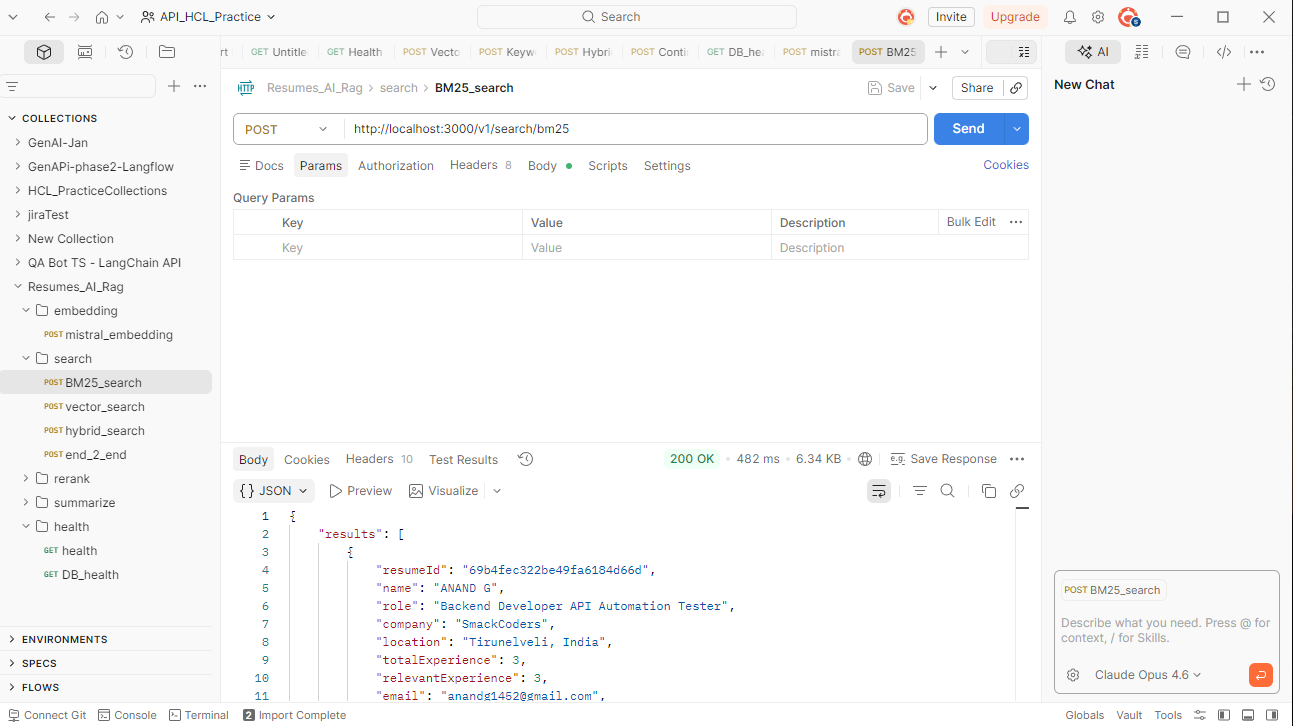 API_HCL_Practice
Search
Invite
Upgrade
GET Untitle
GET Health
POST Vecto
POST Keyw
POST Hybri
POST Conti
GET DB_hea
POST mistra
POST BM25
AI
COLLECTIONS
GenAI-Jan
GenAPi-phase2-Langflow
HCL_PracticeCollections
jiraTest
New Collection
QA Bot TS - LangChain API
Resumes_AI_Rag
embedding
POST mistral_embedding
search
POST BM25_search
POST vector_search
POST hybrid_search
POST end_2_end
rerank
summarize
health
GET health
GET DB_health
ENVIRONMENTS
SPECS
FLOWS
HTTP Resumes_AI_Rag > search > BM25_search
Save
Share
POST
http://localhost:3000/v1/search/bm25
Send
Docs Params Authorization Headers 8 Body Scripts Settings
Cookies
Query Params
Key Value Description Bulk Edit
Key Value Description
Body Cookies Headers 10 Test Results
200 OK • 482 ms • 6.34 KB
e.g. Save Response
{} JSON Preview Visualize
1 {
2 "results": [
3 {
4 "resumeId": "69b4fec322be49fa6184d66d",
5 "name": "ANAND G",
6 "role": "Backend Developer API Automation Tester",
7 "company": "SmackCoders",
8 "location": "Tirunelveli, India",
9 "totalExperience": 3,
10 "relevantExperience": 3,
11 "email": "anandg1452@gmail.com",
New Chat
POST BM25_search
Describe what you need. Press @ for
context, / for Skills.
Claude Opus 4.6
Connect Git
Console
Terminal
2 Import Complete
Globals
Vault
Tools